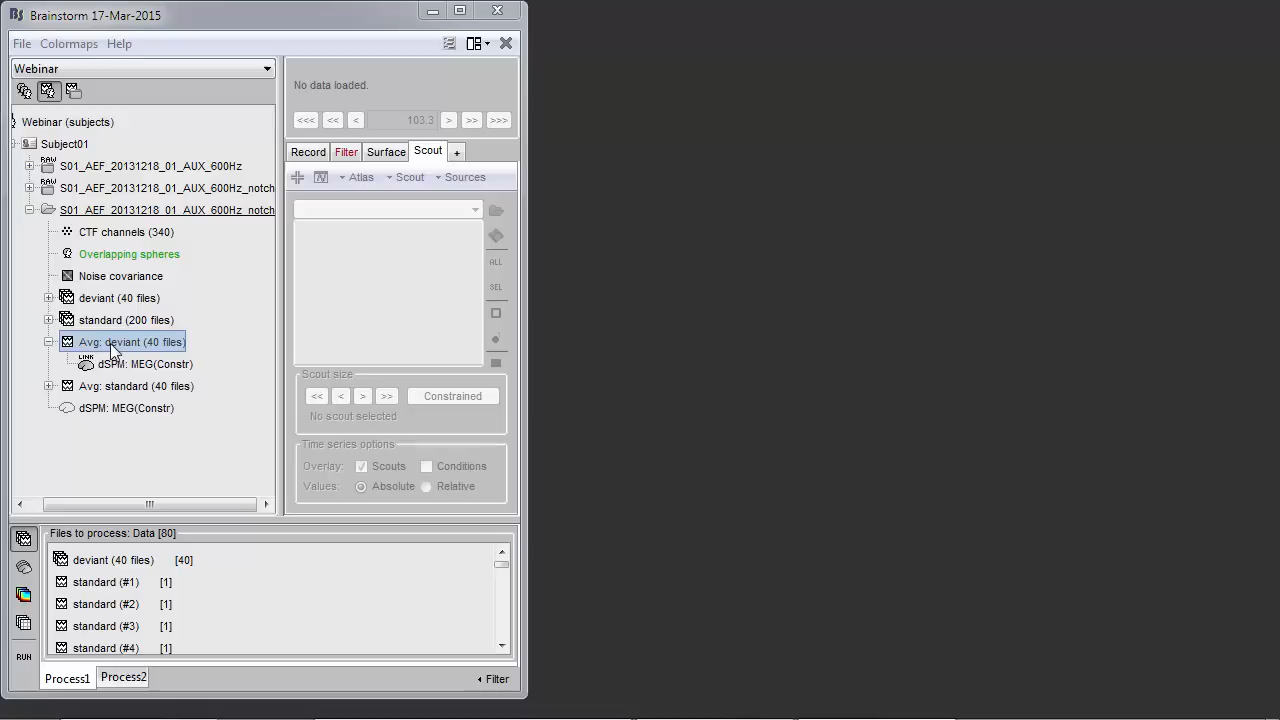 Brainstorm 17-Mar-2015
File Colormaps Help
Webinar
No data loaded.
<<< << < 103.3 > >> >>>
Webinar (subjects)
Subject01
RAW S01_AEF_20131218_01_AUX_600Hz
RAW S01_AEF_20131218_01_AUX_600Hz_notch
S01_AEF_20131218_01_AUX_600Hz_notch
CTF channels (340)
Overlapping spheres
Noise covariance
deviant (40 files)
standard (200 files)
Avg: deviant (40 files)
LINK dSPM: MEG(Constr)
Avg: standard (40 files)
dSPM: MEG(Constr)
Record Filter Surface Scout +
Atlas Scout Sources
ALL
SEL
Scout size
<< < > >> Constrained
No scout selected
Time series options
Overlay: Scouts Conditions
Values: Absolute Relative
Files to process: Data [80]
deviant (40 files) [40]
standard (#1) [1]
standard (#2) [1]
standard (#3) [1]
standard (#4) [1]
RUN
Process1 Process2 Filter